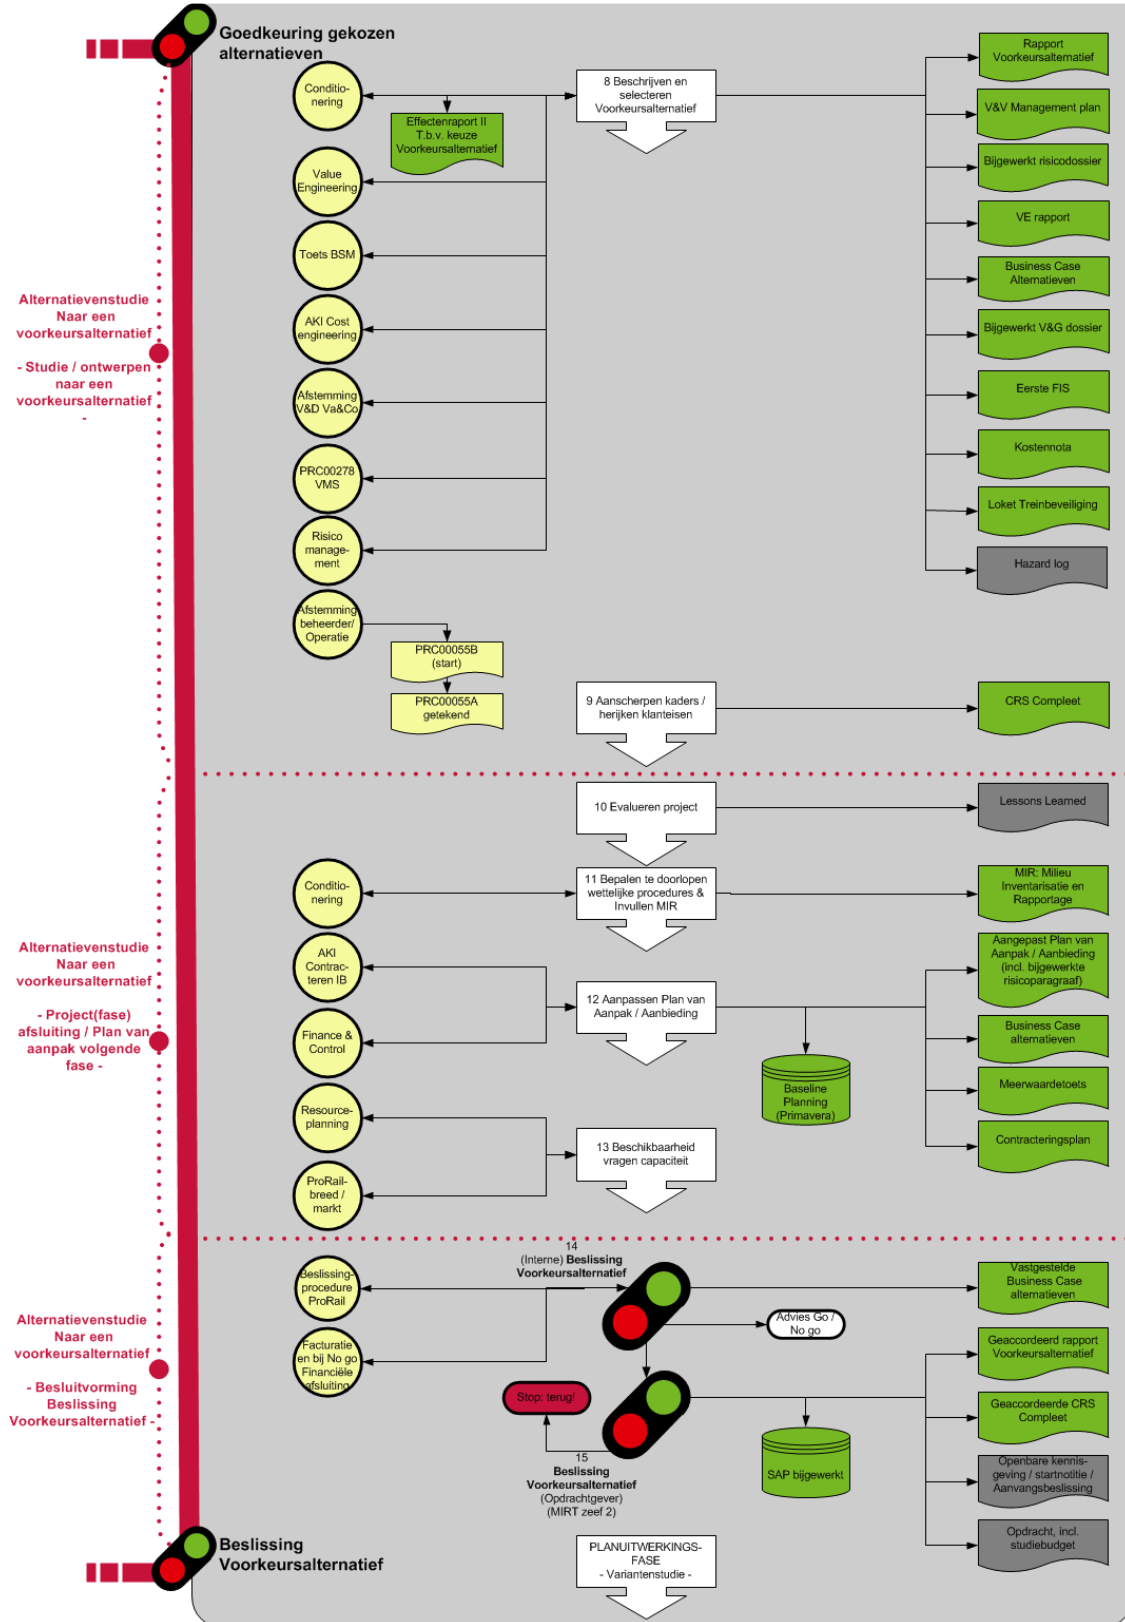 Goedkeuring gekozen
alternatieven
Conditio-
nering
Effectenraport II
T.b.v. keuze
Voorkeursalternatief
8 Beschrijven en
selecteren
Voorkeursalternatief
Rapport
Voorkeursalternatief
V&V Management plan
Bijgewerkt risicodossier
VE rapport
Business Case
Alternatieven
Bijgewerkt V&G dossier
Eerste FIS
Kostennota
Loket Treinbeveiliging
Hazard log
Value
Engineering
Toets BSM
AKI Cost
engineering
Afstemming
V&D Va&Co
PRC00278
VMS
Risico
manage-
ment
Afstemming
beheerder/
Operatie
PRC00055B
(start)
PRC00055A
getekend
Alternatievenstudie
Naar een
voorkeursalternatief
- Studie / ontwerpen
naar een
voorkeursalternatief
-
9 Aanscherpen kaders /
herijken klanteisen
CRS Compleet
10 Evalueren project
Lessons Learned
Conditio-
nering
11 Bepalen te doorlopen
wettelijke procedures &
Invullen MIR
MIR: Milieu
Inventarisatie en
Rapportage
AKI
Contrac-
teren IB
Finance &
Control
12 Aanpassen Plan van
Aanpak / Aanbieding
Baseline
Planning
(Primavera)
Aangepast Plan van
Aanpak / Aanbieding
(incl. bijgewerkte
risicoparagraaf)
Business Case
alternatieven
Meerwaardetoets
Contracteringsplan
Alternatievenstudie
Naar een
voorkeursalternatief
- Project(fase)
afsluiting / Plan van
aanpak volgende
fase -
Resource-
planning
ProRail-
breed /
markt
13 Beschikbaarheid
vragen capaciteit
14
(Interne) Beslissing
Voorkeursalternatief
Beslissing-
procedure
ProRail
Facturatie
en bij No go
Financiële
afsluiting
Advies Go /
No go
Vastgestelde
Business Case
alternatieven
Alternatievenstudie
Naar een
voorkeursalternatief
- Besluitvorming
Beslissing
Voorkeursalternatief -
Stop: terug!
15
Beslissing
Voorkeursalternatief
(Opdrachtgever)
(MIRT zeef 2)
SAP bijgewerkt
Geaccordeerd rapport
Voorkeursalternatief
Geaccordeerde CRS
Compleet
Openbare kennis-
geving / startnotitie /
Aanvangsbeslissing
Opdracht, incl.
studiebudget
Beslissing
Voorkeursalternatief
PLANUITWERKINGS-
FASE
- Variantenstudie -